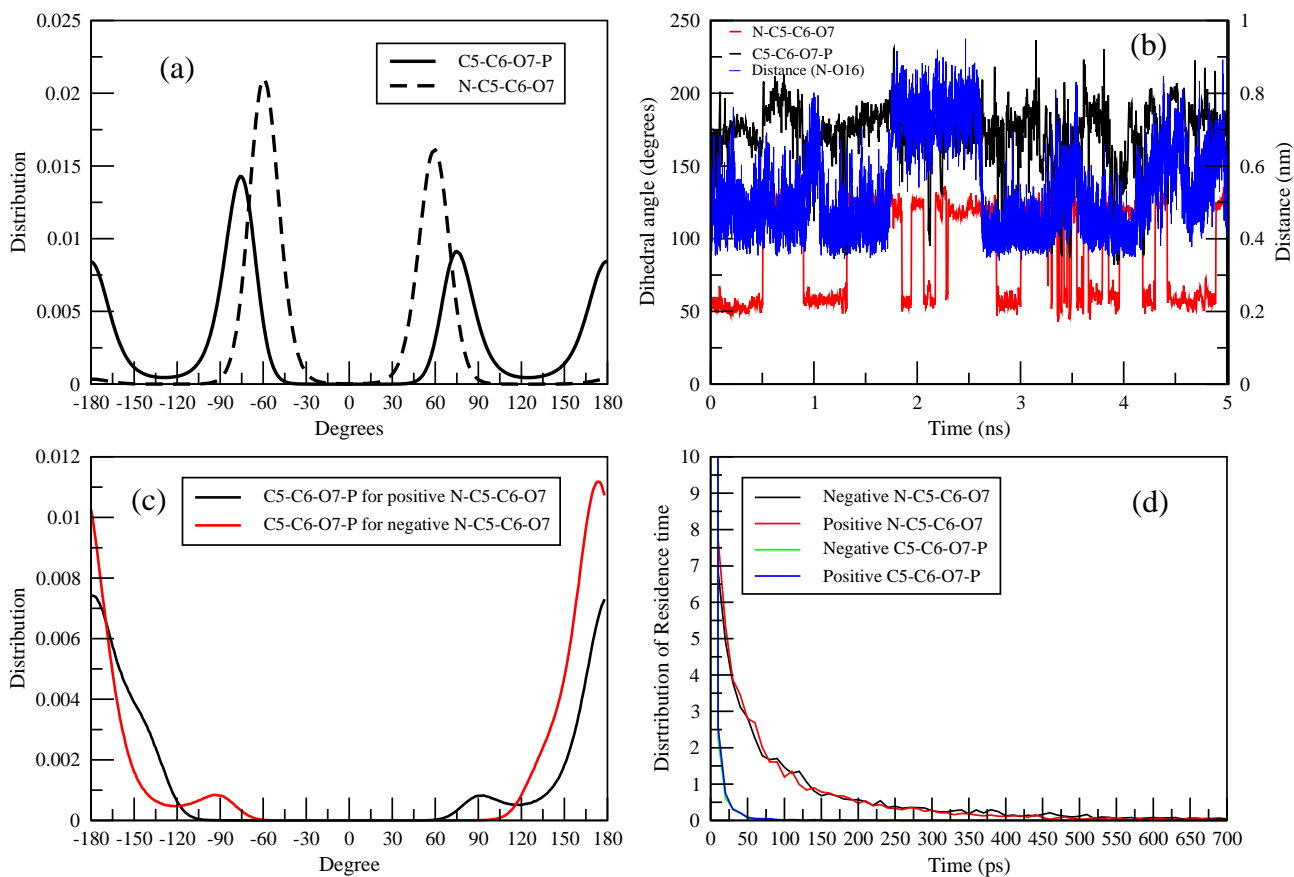 (a)
C5-C6-O7-P
N-C5-C6-O7
Distribution
0.025
0.02
0.015
0.01
0.005
0
-180 -150 -120 -90 -60 -30 0 30 60 90 120 150 180
Degrees
(b)
N-C5-C6-O7
C5-C6-O7-P
Distance (N-O16)
Dihedral angle (degrees)
250
200
150
100
50
0
0 1 2 3 4 5
Time (ns)
1
0.8
0.6
0.4
0.2
0
Distance (nm)
(c)
C5-C6-O7-P for positive N-C5-C6-O7
C5-C6-O7-P for negative N-C5-C6-O7
Distribution
0.012
0.01
0.008
0.006
0.004
0.002
0
-180 -150 -120 -90 -60 -30 0 30 60 90 120 150 180
Degree
(d)
Negative N-C5-C6-O7
Positive N-C5-C6-O7
Negative C5-C6-O7-P
Positive C5-C6-O7-P
Disrtribution of Residence time
10
9
8
7
6
5
4
3
2
1
0
0 50 100 150 200 250 300 350 400 450 500 550 600 650 700
Time (ps)